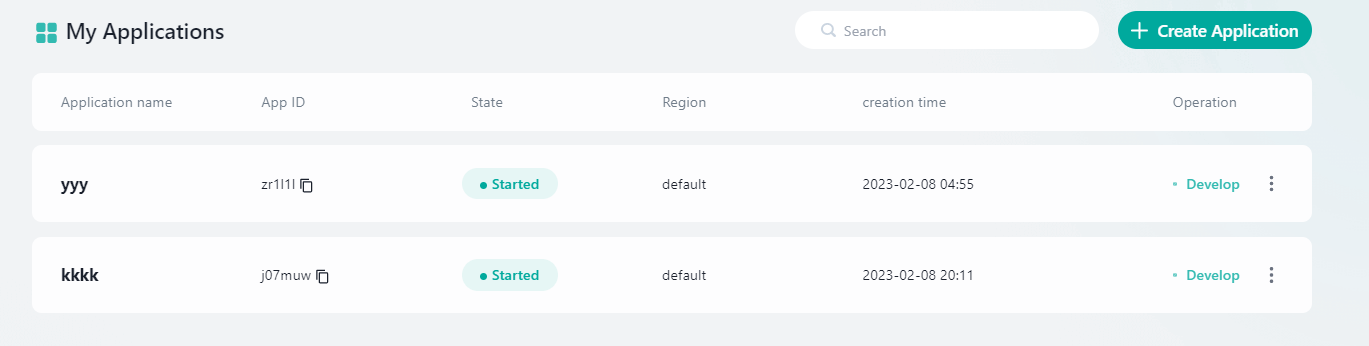 My Applications
Search
Create Application
Application name App ID State Region creation time Operation
yyy zr1l1l Started default 2023-02-08 04:55 Develop
kkkk j07muw Started default 2023-02-08 20:11 Develop